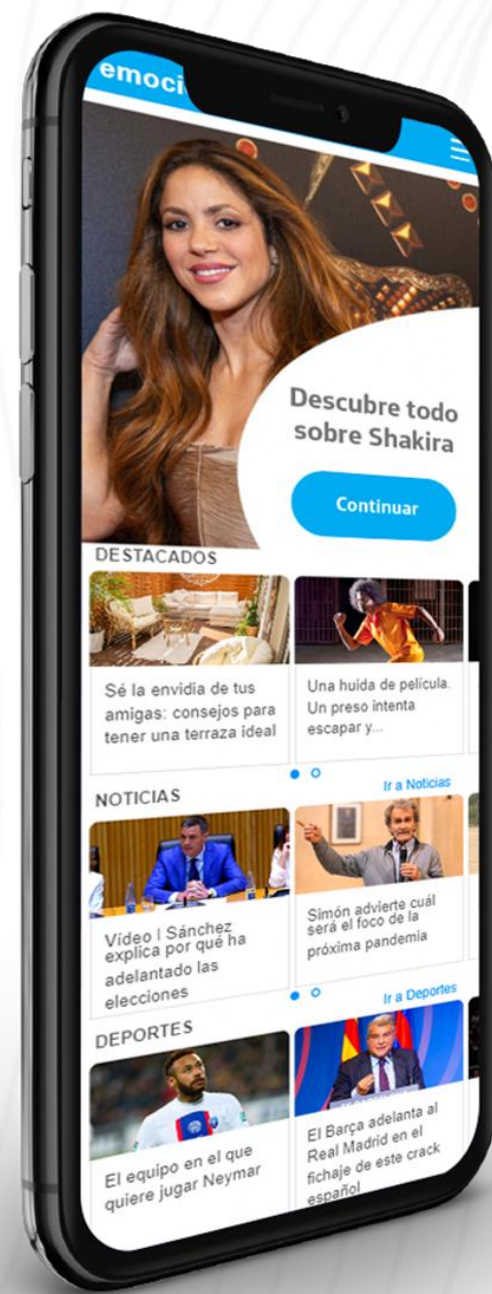 emoci
Descubre todo
sobre Shakira
Continuar
DESTACADOS
Sé la envidia de tus
amigas: consejos para
tener una terraza ideal
Una huida de película.
Un preso intenta
escapar y...
NOTICIAS
Ir a Noticias
Vídeo | Sánchez
explica por qué ha
adelantado las
elecciones
Simón advierte cuál
será el foco de la
próxima pandemia
DEPORTES
Ir a Deportes
El equipo en el que
quiere jugar Neymar
El Barça adelanta al
Real Madrid en el
fichaje de este crack
español